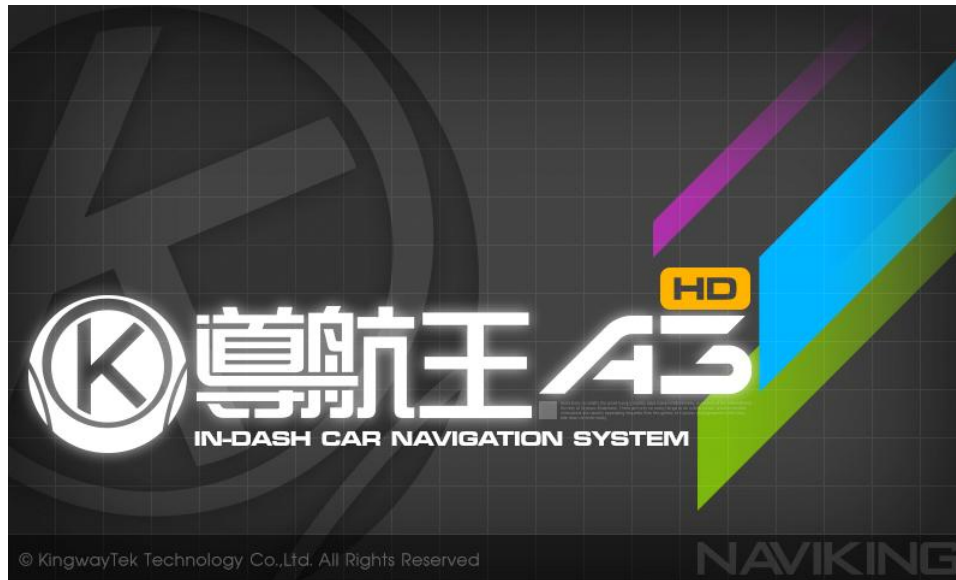 HD
K 導航王 A3
IN-DASH CAR NAVIGATION SYSTEM
© KingwayTek Technology Co.,Ltd. All Rights Reserved
NAVIKING